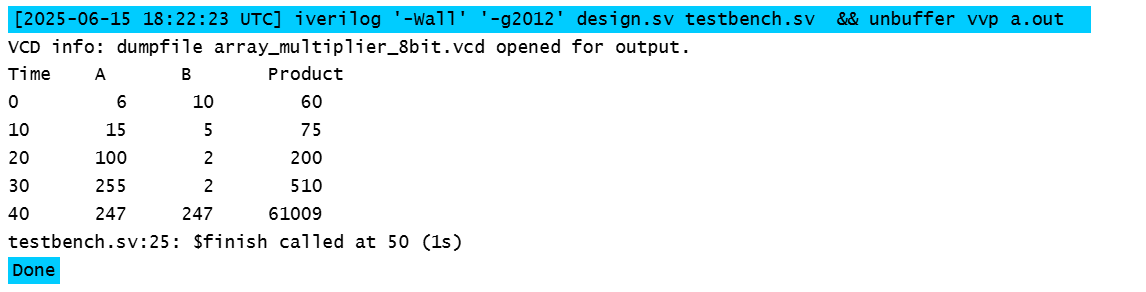 [2025-06-15 18:22:23 UTC] iverilog '-Wall' '-g2012' design.sv testbench.sv  && unbuffer vvp a.out
VCD info: dumpfile array_multiplier_8bit.vcd opened for output.
Time    A       B       Product
0         6      10        60
10       15       5        75
20      100       2       200
30      255       2       510
40      247     247     61009
testbench.sv:25: $finish called at 50 (1s)
Done